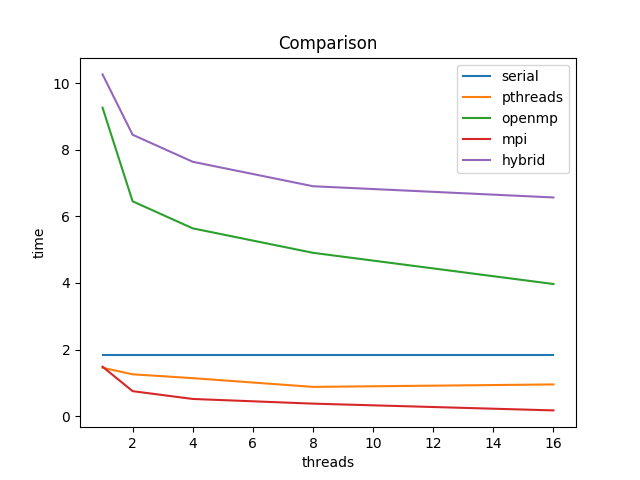 Comparison
serial
pthreads
openmp
mpi
hybrid
10
8
6
4
2
0
time
2
4
6
8
10
12
14
16
threads